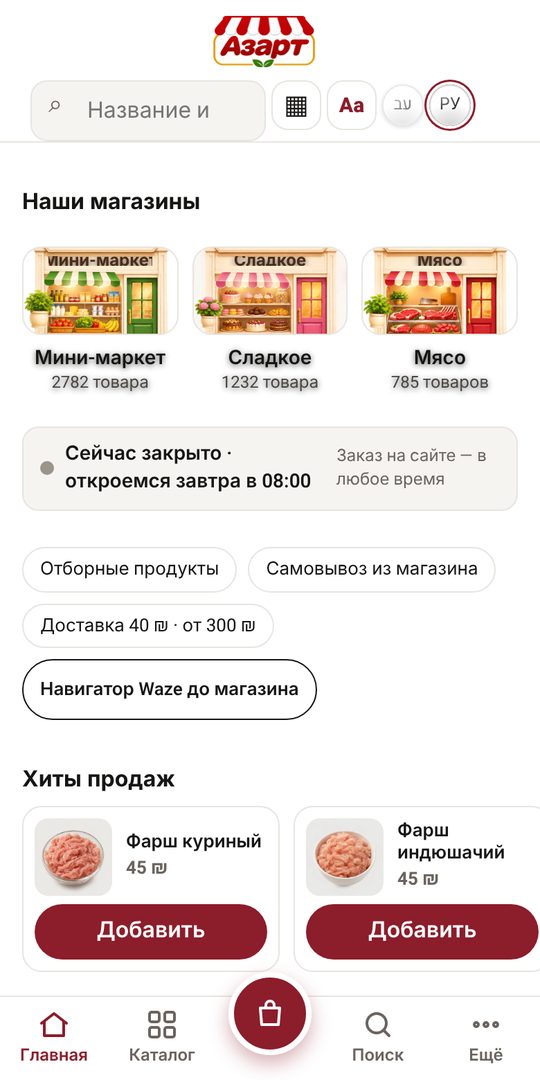 Азарт
Название и
Aa
עב
РУ
Наши магазины
Мини-маркет
Сладкое
Мясо
Мини-маркет
Сладкое
Мясо
2782 товара
1232 товара
785 товаров
Сейчас закрыто ·
откроемся завтра в 08:00
Заказ на сайте — в
любое время
Отборные продукты
Самовывоз из магазина
Доставка 40 ₪ · от 300 ₪
Навигатор Waze до магазина
Хиты продаж
Фарш куриный
45 ₪
Добавить
Фарш
индюшачий
45 ₪
Добавить
Главная
Каталог
Поиск
Ещё